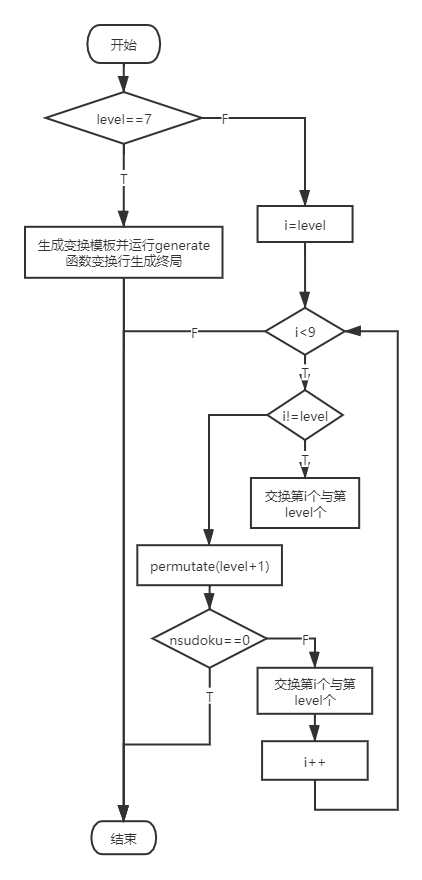 开始
level==7
F
T
i=level
生成变换模板并运行generate
函数变换行生成终局
i<9
F
T
i!=level
T
交换第i个与第
level个
permutate(level+1)
nsudoku==0
F
T
交换第i个与第
level个
i++
结束